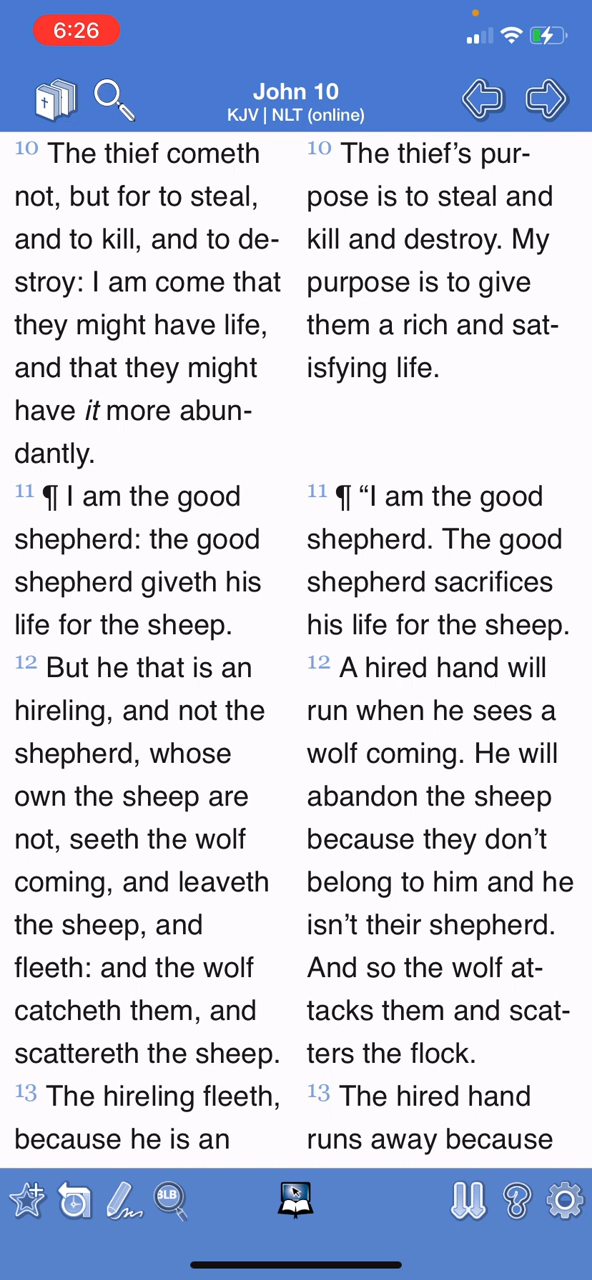 6:26
John 10
KJV | NLT (online)
10 The thief cometh
not, but for to steal,
and to kill, and to de-
stroy: I am come that
they might have life,
and that they might
have it more abun-
dantly.
11 ¶ I am the good
shepherd: the good
shepherd giveth his
life for the sheep.
12 But he that is an
hireling, and not the
shepherd, whose
own the sheep are
not, seeth the wolf
coming, and leaveth
the sheep, and
fleeth: and the wolf
catcheth them, and
scattereth the sheep.
13 The hireling fleeth,
because he is an
10 The thief’s pur-
pose is to steal and
kill and destroy. My
purpose is to give
them a rich and sat-
isfying life.
11 ¶ “I am the good
shepherd. The good
shepherd sacrifices
his life for the sheep.
12 A hired hand will
run when he sees a
wolf coming. He will
abandon the sheep
because they don’t
belong to him and he
isn’t their shepherd.
And so the wolf at-
tacks them and scat-
ters the flock.
13 The hired hand
runs away because
BLB